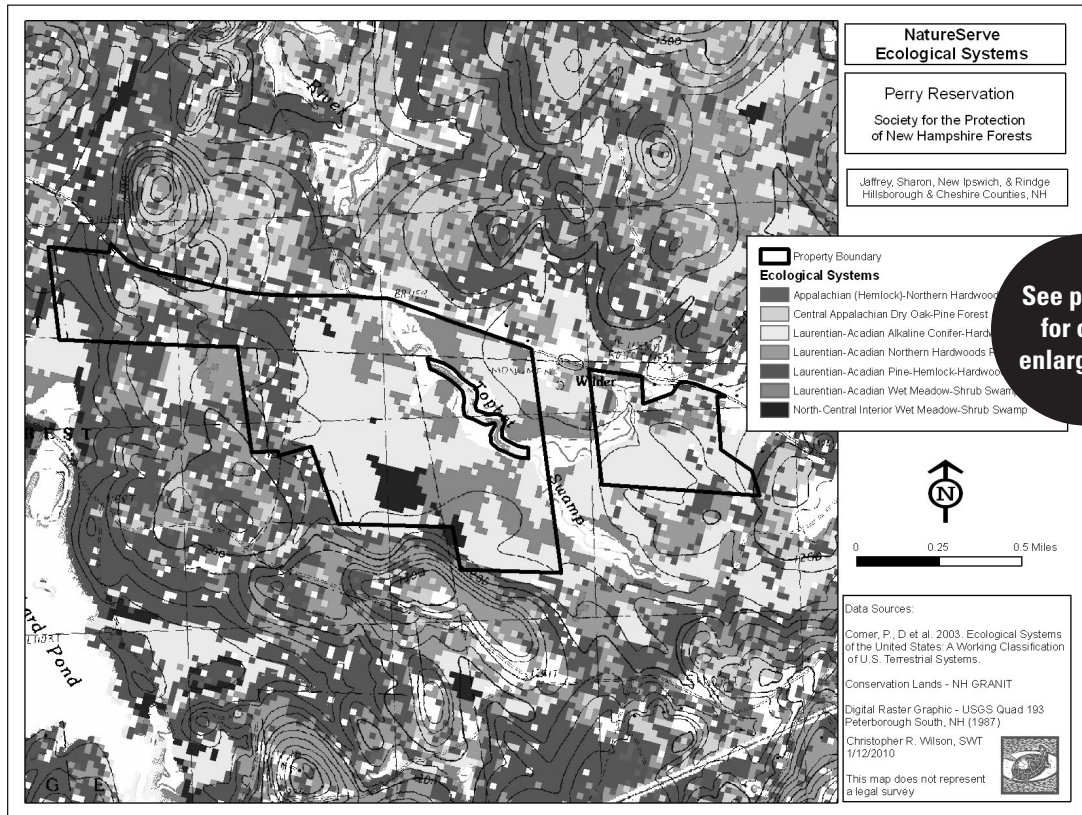 NatureServe
Ecological Systems
Perry Reservation
Society for the Protection
of New Hampshire Forests
Jaffrey, Sharon, New Ipswich, & Rindge
Hillsborough & Cheshire Counties, NH
Property Boundary
Ecological Systems
Appalachian (Hemlock)-Northern Hardwood
Central Appalachian Dry Oak-Pine Forest
Laurentian-Acadian Alkaline Conifer-Hardw
Laurentian-Acadian Northern Hardwoods F
Laurentian-Acadian Pine-Hemlock-Hardwoo
Laurentian-Acadian Wet Meadow-Shrub Swamp
North-Central Interior Wet Meadow-Shrub Swamp
See p
for c
enlarg
N
0 0.25 0.5 Miles
Data Sources:
Comer, P., D et al. 2003. Ecological Systems
of the United States: A Working Classification
of U.S. Terrestrial Systems.
Conservation Lands - NH GRANIT
Digital Raster Graphic - USGS Quad 193
Peterborough South, NH (1987)
Christopher R. Wilson, SWT
1/12/2010
This map does not represent
a legal survey
1300
River
Wilder
Tophet
Swamp
1200
1200
ard Pond
G E